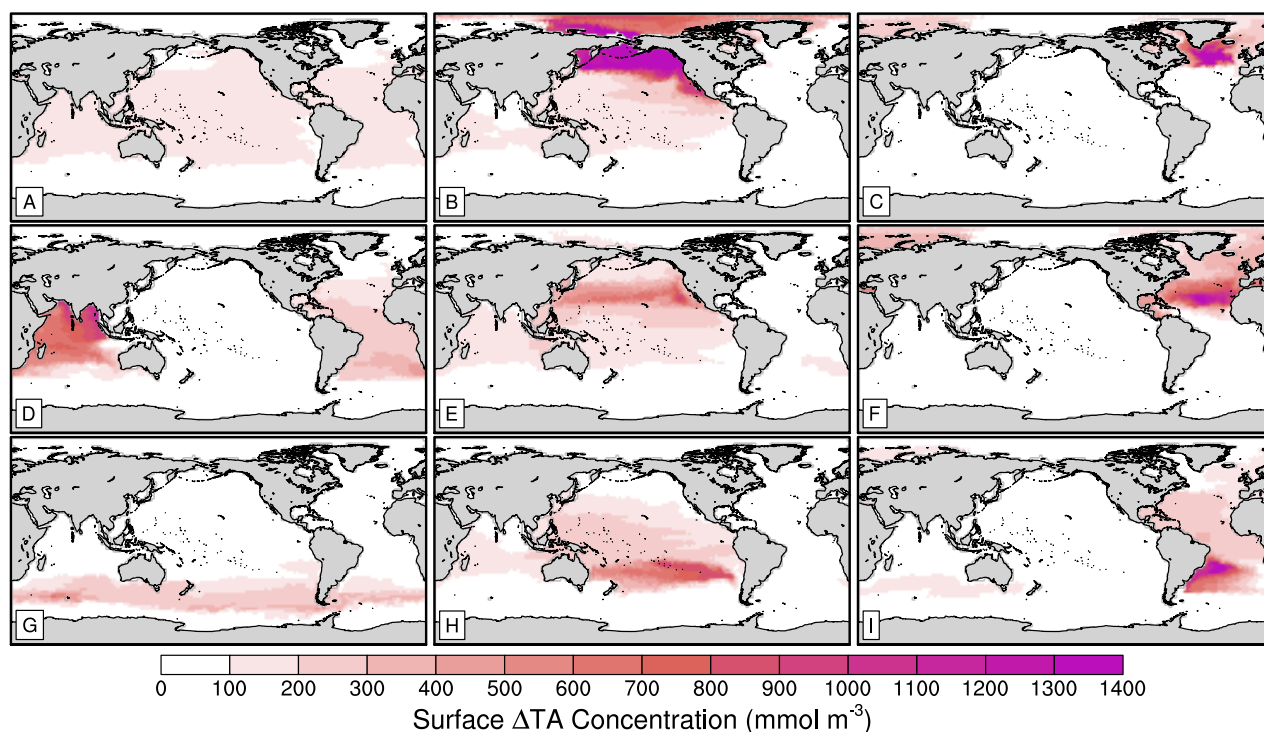 A B C
D E F
G H I
0 100 200 300 400 500 600 700 800 900 1000 1100 1200 1300 1400
Surface ΔTA Concentration (mmol m⁻³)